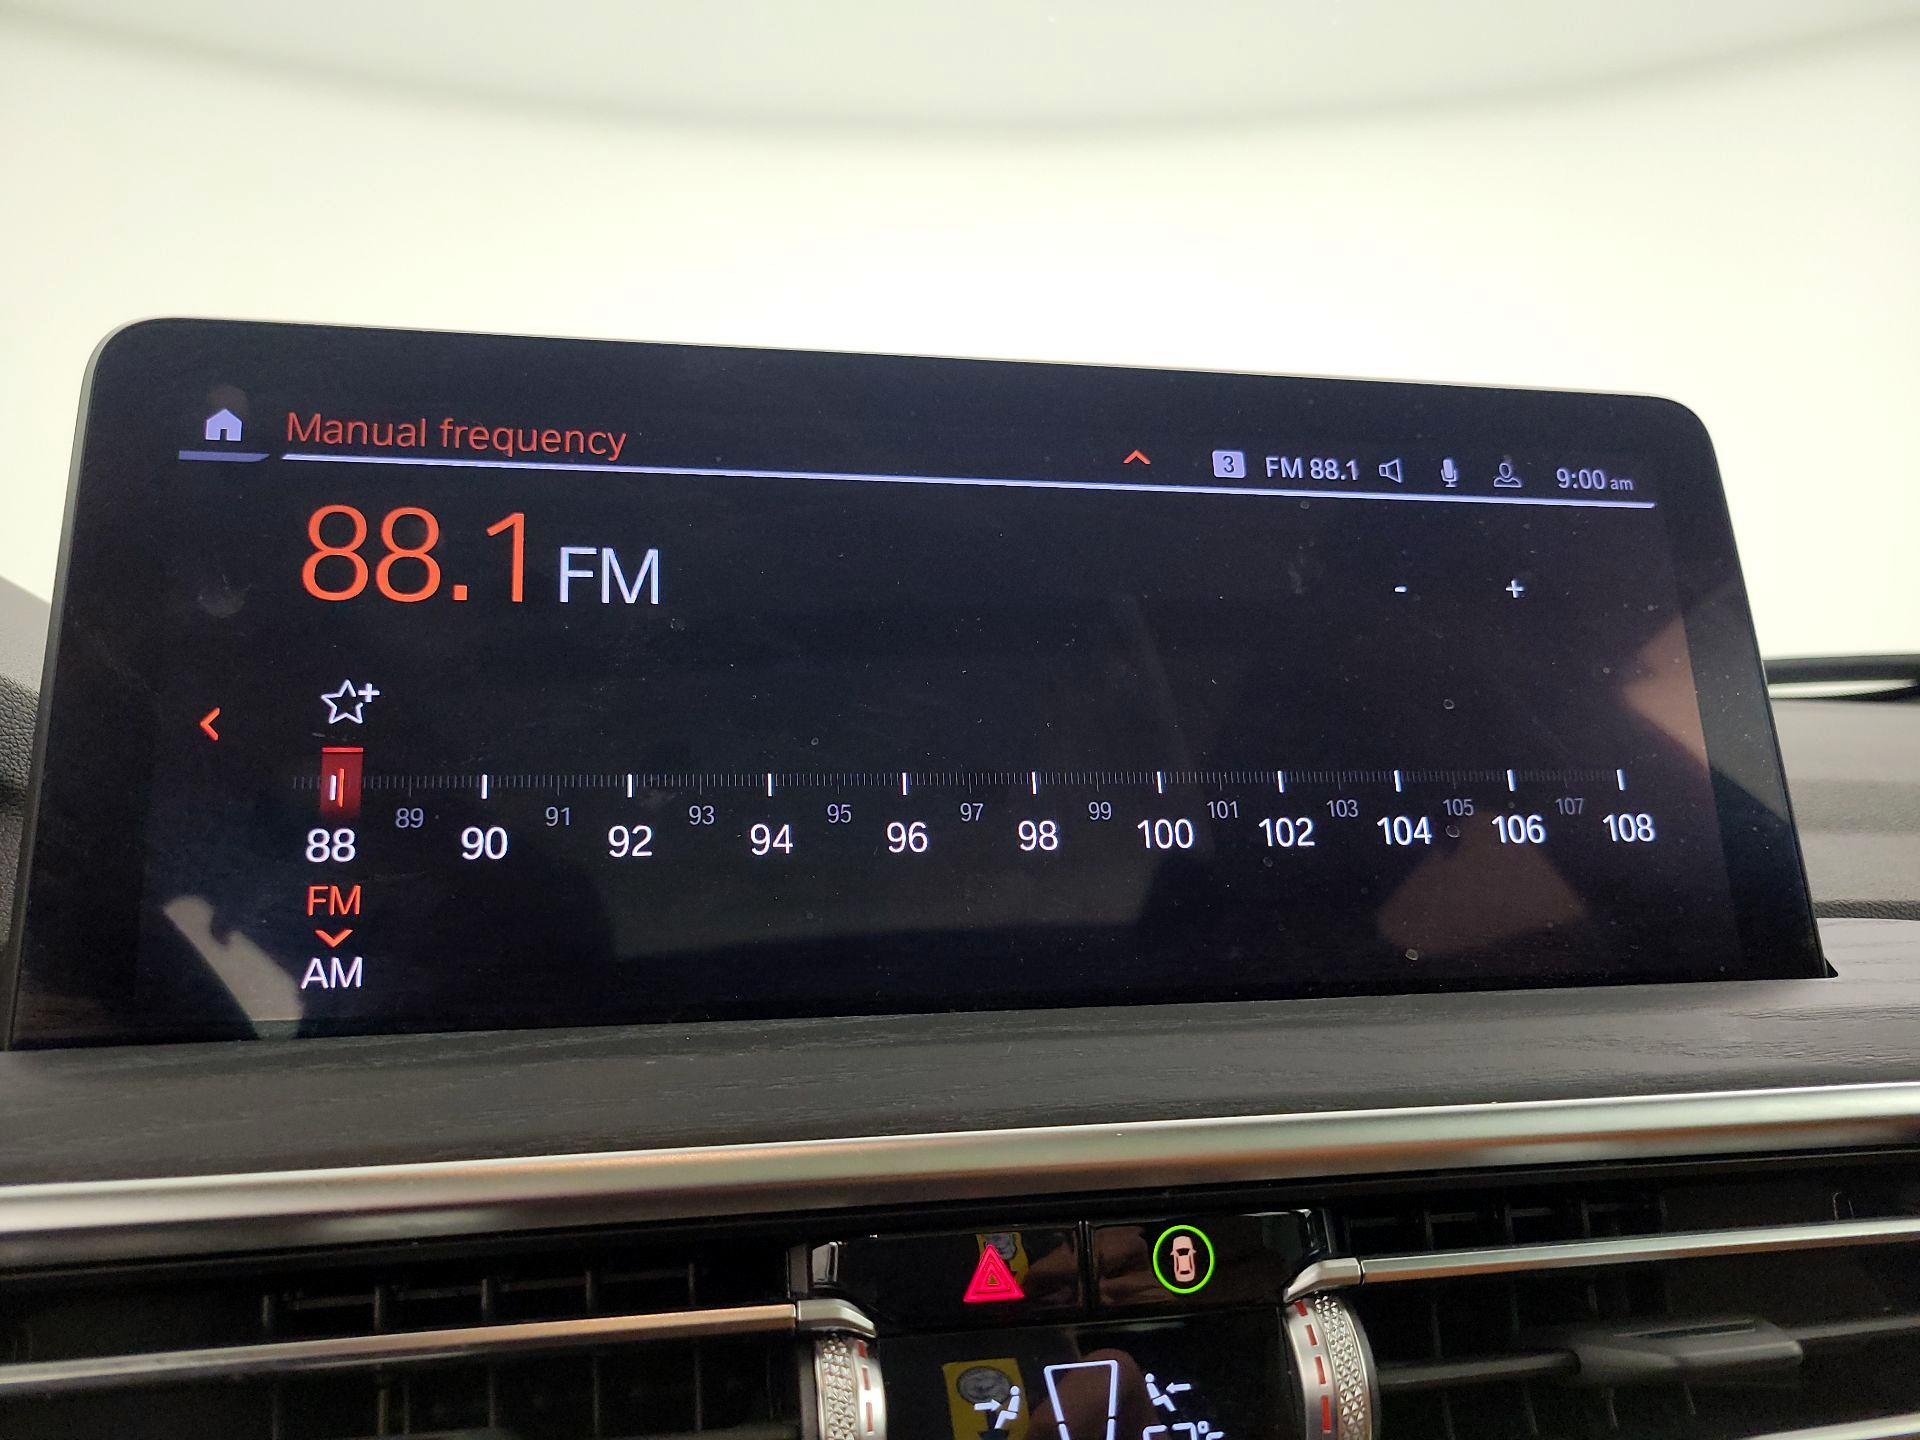 Manual frequency
3 FM 88.1 9:00 am
88.1 FM
- +
88 89 90 91 92 93 94 95 96 97 98 99 100 101 102 103 104 105 106 107 108
FM
AM